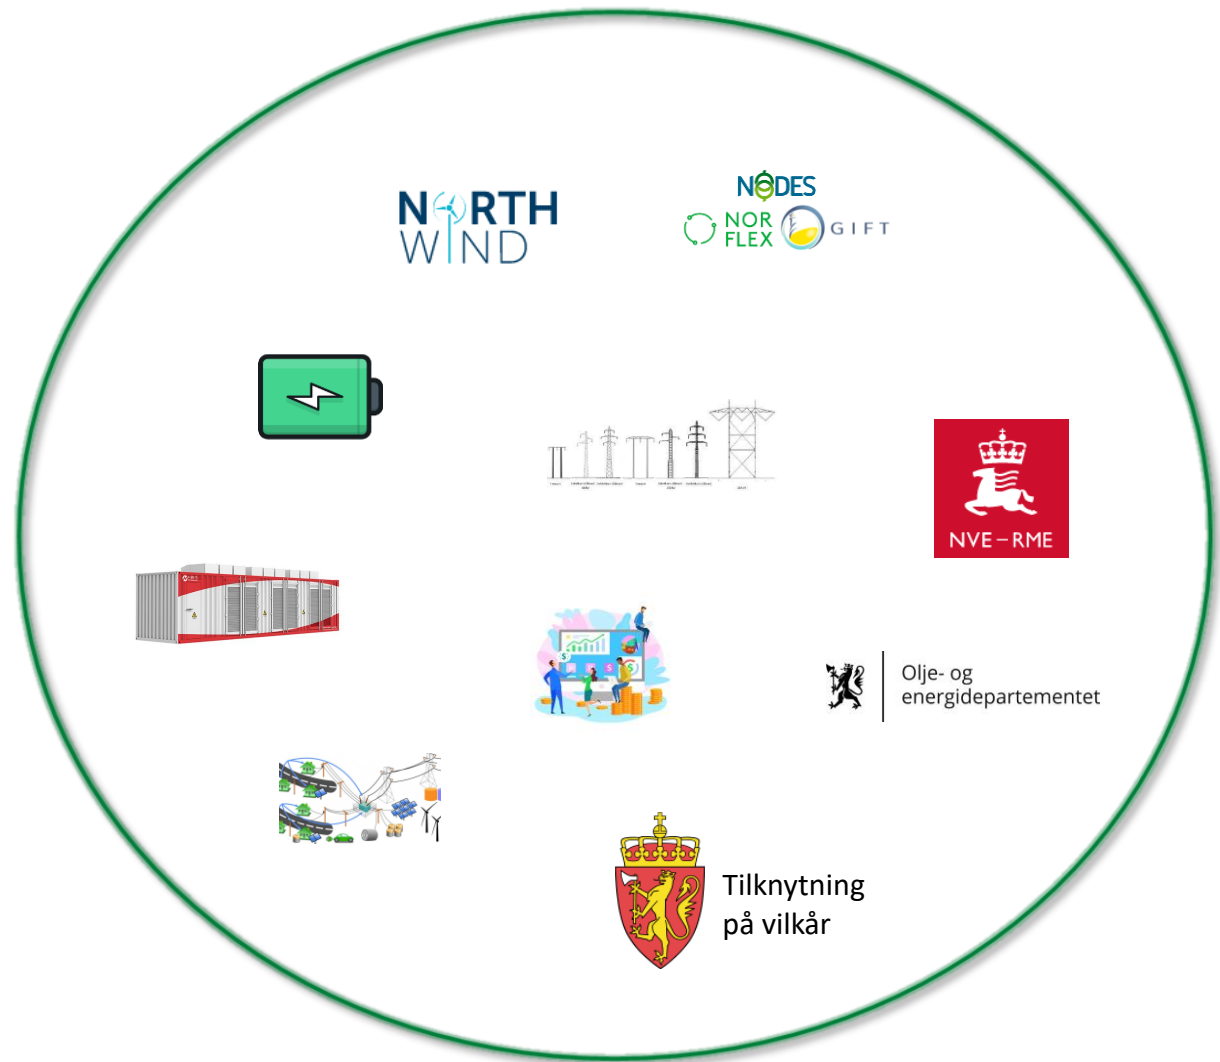 NODES
NORTH
WIND
NOR
FLEX
GIFT
NVE – RME
Olje- og
energidepartementet
Tilknytning
på vilkår